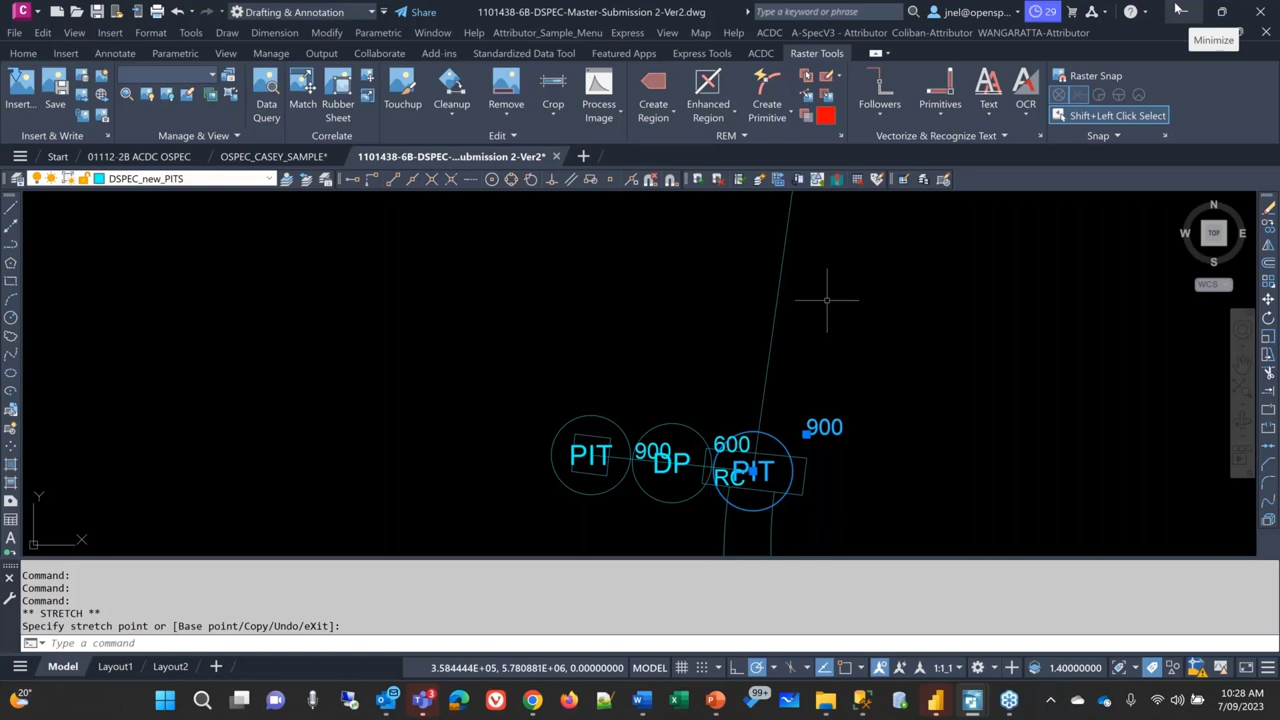 Drafting & Annotation
Share
1101438-6B-DSPEC-Master-Submission 2-Ver2.dwg
Type a keyword or phrase
jnel@opensp...
29
Minimize
File Edit View Insert Format Tools Draw Dimension Modify Parametric Window Help Attributor_Sample_Menu Express View Map ACDC A-SpeC3 - Attributor Coliban-Attributor WANGARATTA-Attributor
Home Insert Annotate Parametric View Manage Output Collaborate Add-ins Standardized Data Tool Featured Apps Express Tools ACDC Raster Tools
Insert... Save Data Query Match Rubber Sheet Touchup Cleanup Remove Crop Process Image Create Region Enhanced Region Create Primitive Followers Primitives Text OCR
Raster Snap
Shift+Left Click Select
Insert & Write Manage & View Correlate Edit REM Vectorize & Recognize Text Snap
Start 01112-2B ACDC OSPEC OSPEC_CASEY_SAMPLE* 1101438-6B-DSPEC-...ubmission 2-Ver2*
DSPEC_new_PITS
N
W TOP E
S
WCS
900
600
PIT 900 DP RC PIT
Y
X
Command:
Command:
Command:
** STRETCH **
Specify stretch point or [Base point/Copy/Undo/eXit]:
Type a command
Model Layout1 Layout2 3.584444E+05, 5.780881E+06, 0.00000000 MODEL 1:1 1.40000000
20° 3 99+ 10:28 AM
7/09/2023